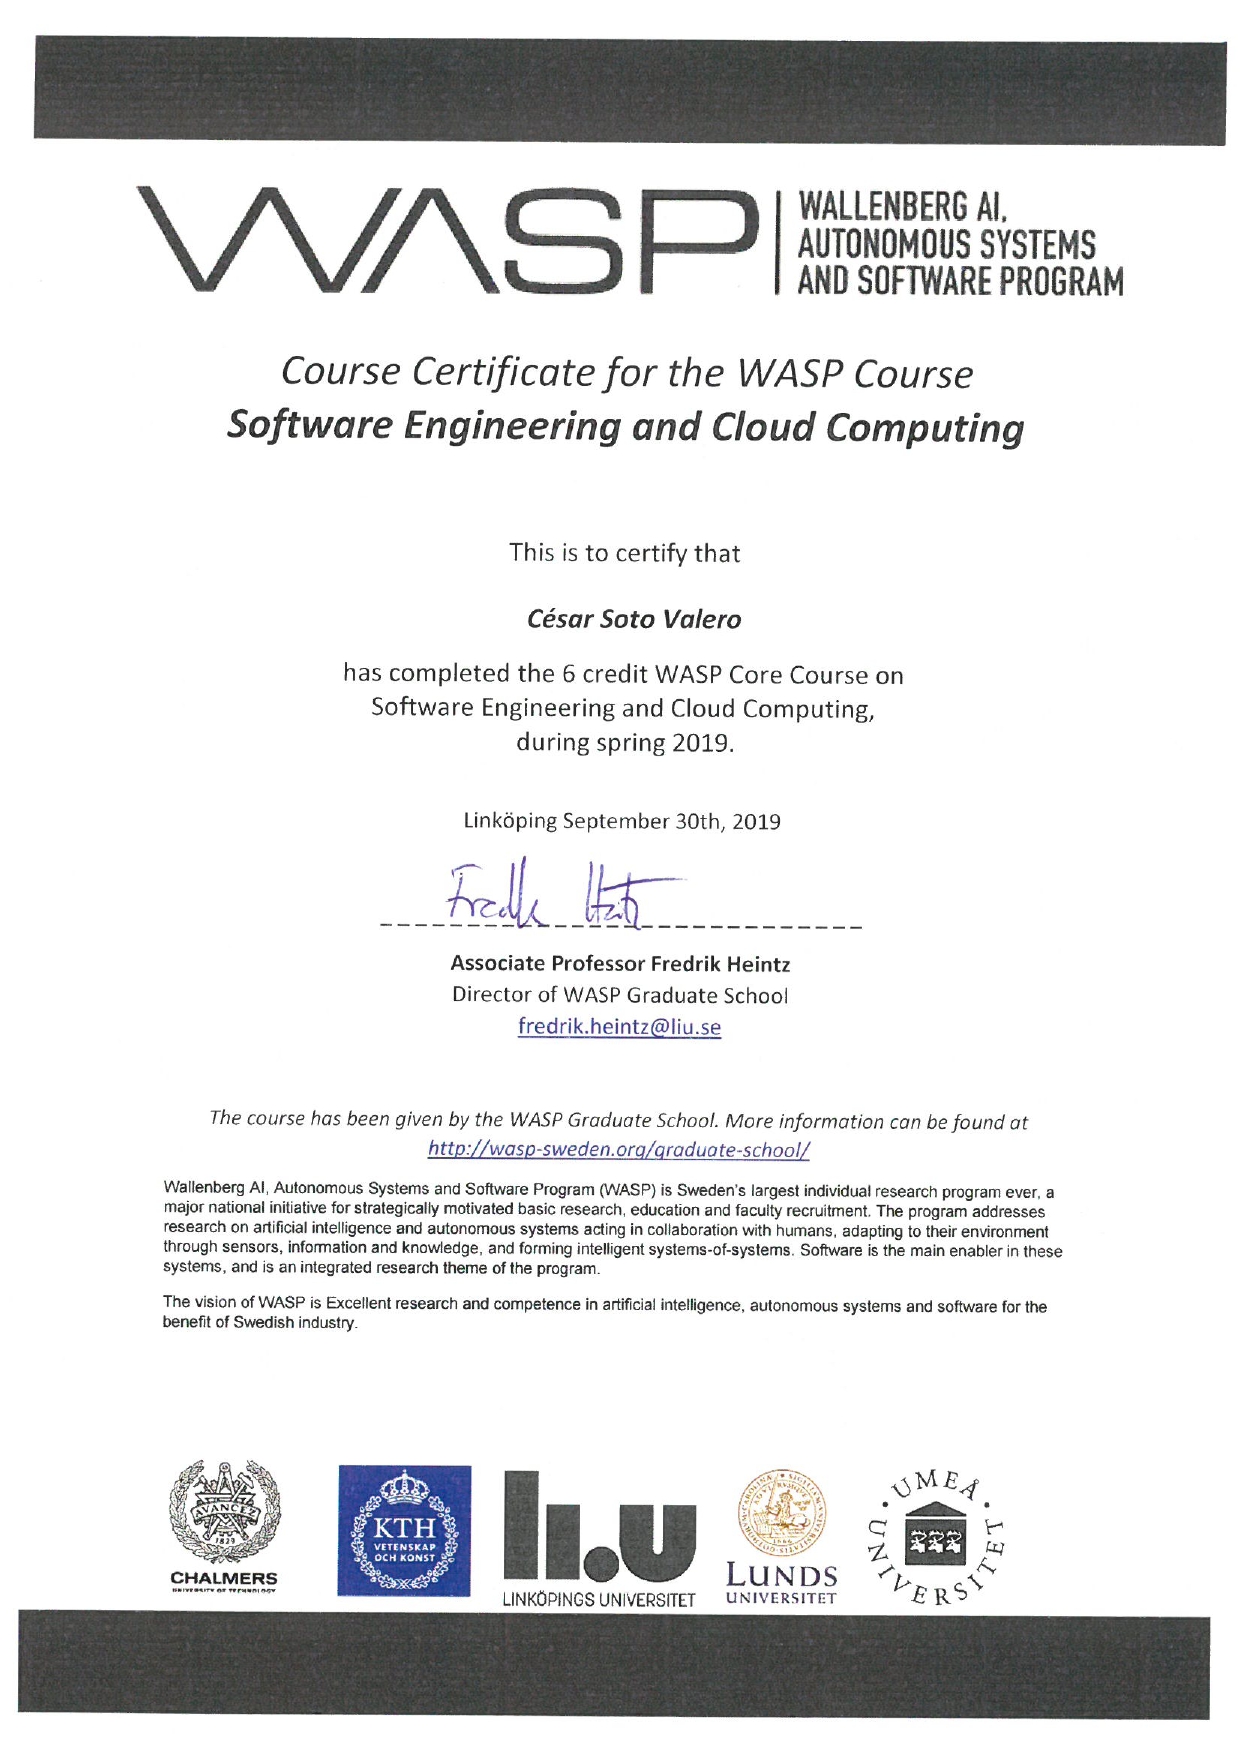 WASP
WALLENBERG AI,
AUTONOMOUS SYSTEMS
AND SOFTWARE PROGRAM
Course Certificate for the WASP Course
Software Engineering and Cloud Computing
This is to certify that
César Soto Valero
has completed the 6 credit WASP Core Course on
Software Engineering and Cloud Computing,
during spring 2019.
Linköping September 30th, 2019
Associate Professor Fredrik Heintz
Director of WASP Graduate School
fredrik.heintz@liu.se
The course has been given by the WASP Graduate School. More information can be found at
http://wasp-sweden.org/graduate-school/
Wallenberg AI, Autonomous Systems and Software Program (WASP) is Sweden's largest individual research program ever, a
major national initiative for strategically motivated basic research, education and faculty recruitment. The program addresses
research on artificial intelligence and autonomous systems acting in collaboration with humans, adapting to their environment
through sensors, information and knowledge, and forming intelligent systems-of-systems. Software is the main enabler in these
systems, and is an integrated research theme of the program.
The vision of WASP is Excellent research and competence in artificial intelligence, autonomous systems and software for the
benefit of Swedish industry.
AVANCEZ
1829
CHALMERS
UNIVERSITY OF TECHNOLOGY
KTH
VETENSKAP
OCH KONST
li.u
LINKÖPINGS UNIVERSITET
1666
LUNDS
UNIVERSITET
UMEÅ
UNIVERSITET